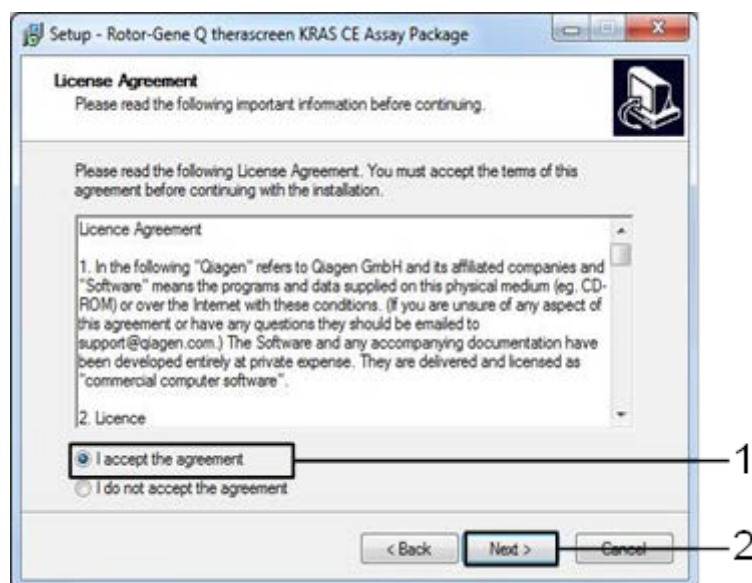 Setup - Rotor-Gene Q therascreen KRAS CE Assay Package
License Agreement
Please read the following important information before continuing.
Please read the following License Agreement. You must accept the terms of this
agreement before continuing with the installation.
Licence Agreement
1. In the following "Qiagen" refers to Qiagen GmbH and its affiliated companies and
"Software" means the programs and data supplied on this physical medium (eg. CD-
ROM) or over the Internet with these conditions. (If you are unsure of any aspect of
this agreement or have any questions they should be emailed to
support@qiagen.com.) The Software and any accompanying documentation have
been developed entirely at private expense. They are delivered and licensed as
"commercial computer software".
2. Licence
I accept the agreement
1
I do not accept the agreement
< Back
Next >
Cancel
2